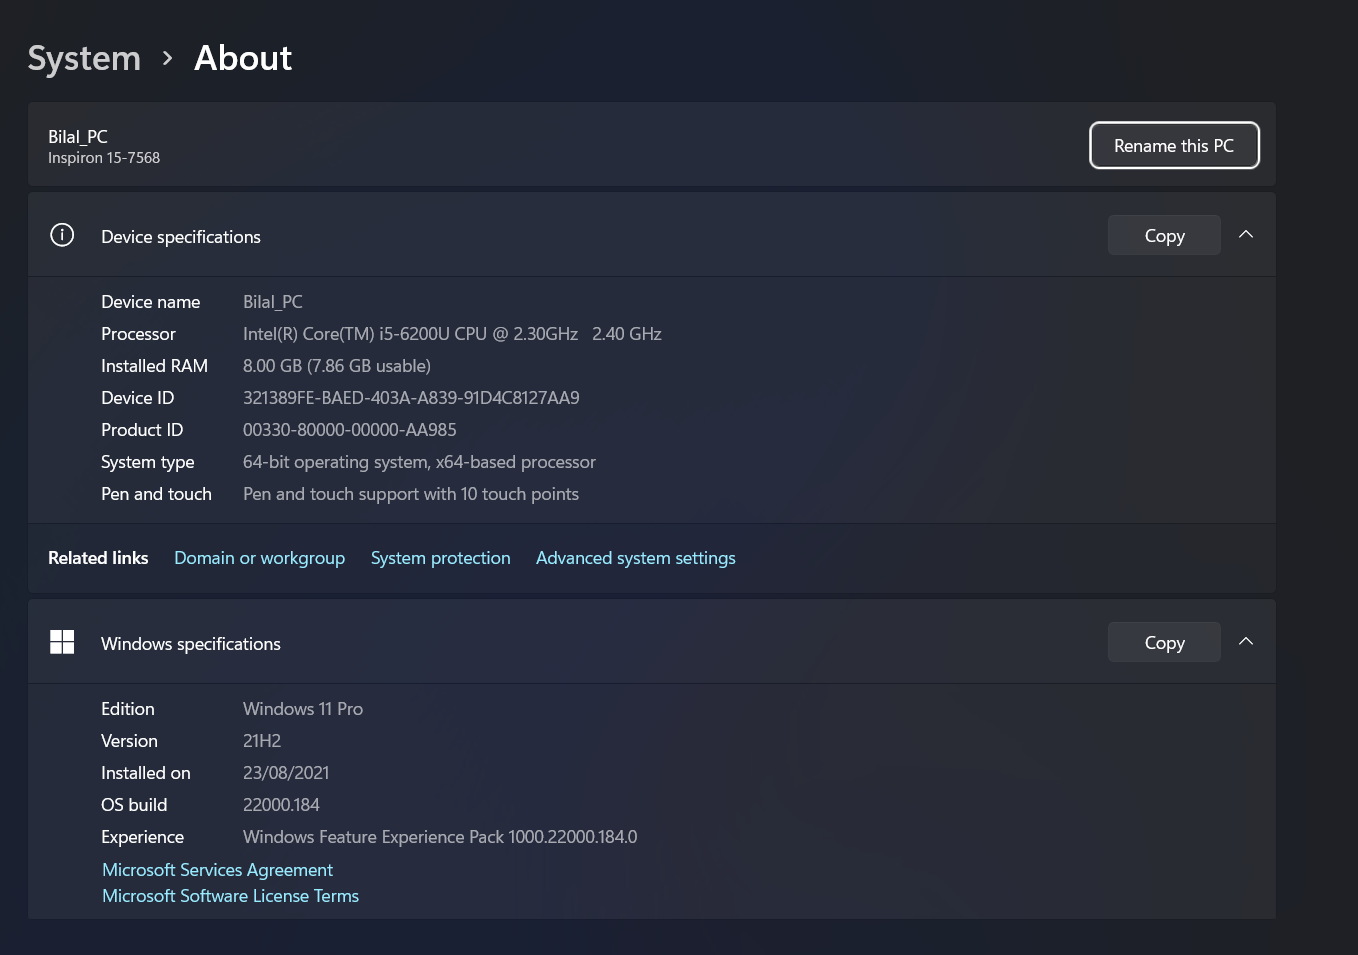 System > About
Bilal_PC
Inspiron 15-7568
Rename this PC
Device specifications
Copy
Device name Bilal_PC
Processor Intel(R) Core(TM) i5-6200U CPU @ 2.30GHz 2.40 GHz
Installed RAM 8.00 GB (7.86 GB usable)
Device ID 321389FE-BAED-403A-A839-91D4C8127AA9
Product ID 00330-80000-00000-AA985
System type 64-bit operating system, x64-based processor
Pen and touch Pen and touch support with 10 touch points
Related links Domain or workgroup System protection Advanced system settings
Windows specifications
Copy
Edition Windows 11 Pro
Version 21H2
Installed on 23/08/2021
OS build 22000.184
Experience Windows Feature Experience Pack 1000.22000.184.0
Microsoft Services Agreement
Microsoft Software License Terms